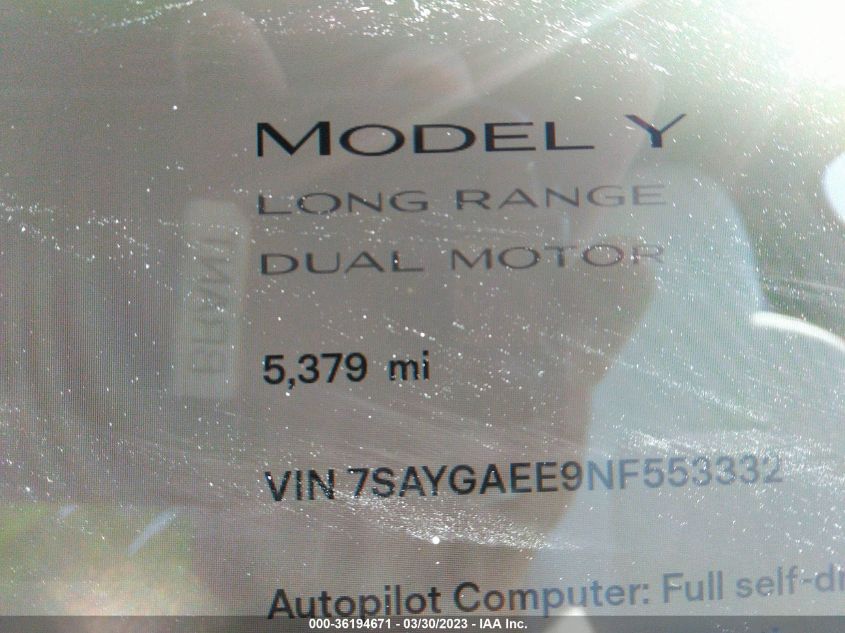 MODEL Y
LONG RANGE
DUAL MOTOR
5,379 mi
VIN 7SAYGAEE9NF553332
Autopilot Computer: Full self-dr
000-36194671 - 03/30/2023 - IAA Inc.